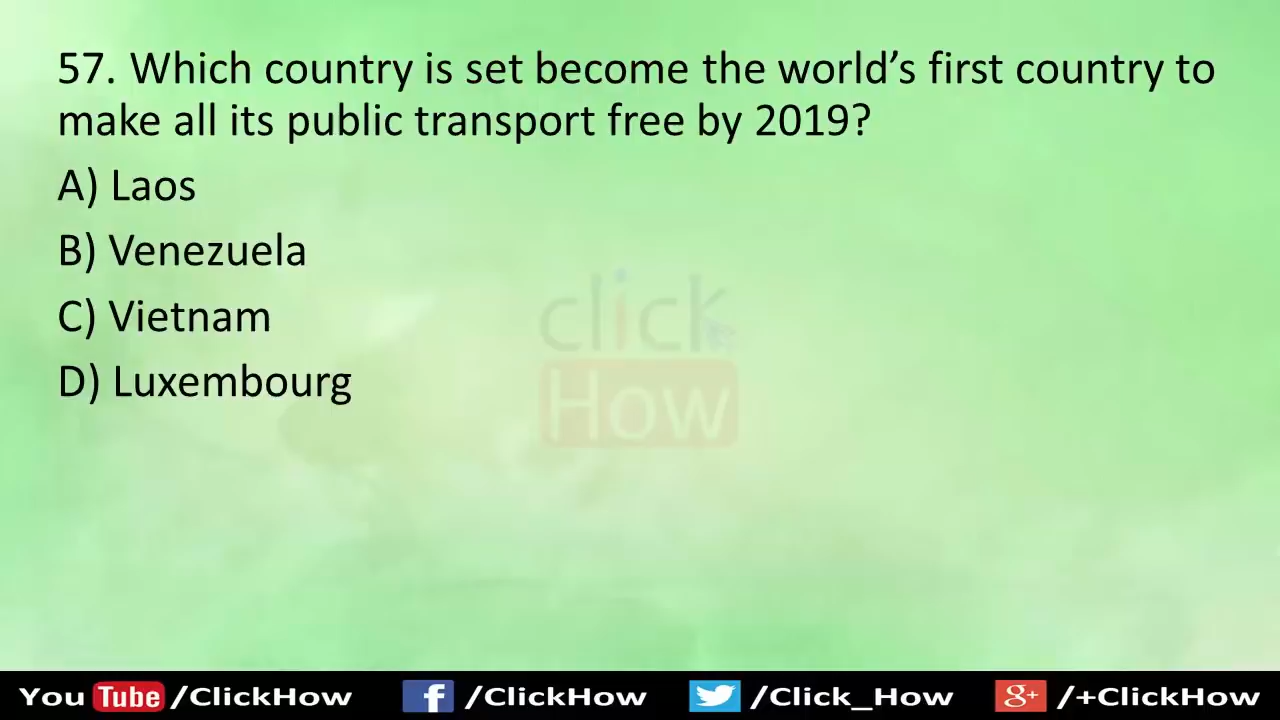 57. Which country is set become the world’s first country to
make all its public transport free by 2019?
A) Laos
B) Venezuela
C) Vietnam
D) Luxembourg
click
How
You Tube /ClickHow f /ClickHow /Click_How g+ /+ClickHow